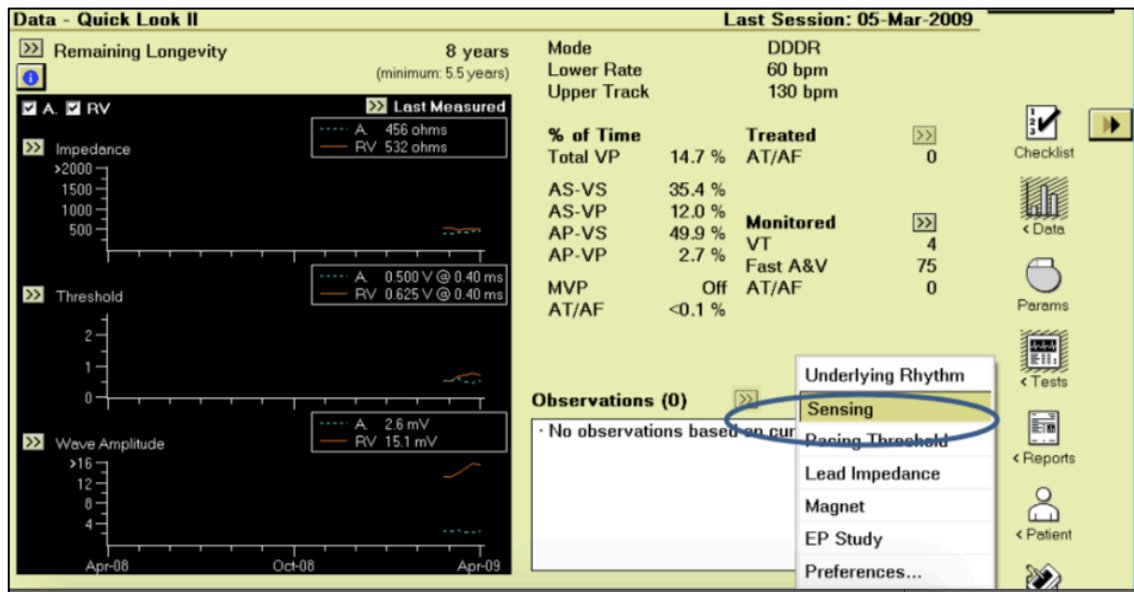 Data - Quick Look II Last Session: 05-Mar-2009
>> Remaining Longevity 8 years
(minimum: 5.5 years)
i
A. RV >> Last Measured
A. 456 ohms
RV 532 ohms
>> Impedance
>2000
1500
1000
500
A. 0.500 V @ 0.40 ms
RV 0.625 V @ 0.40 ms
>> Threshold
2
1
0
A. 2.6 mV
RV 15.1 mV
>> Wave Amplitude
>16
12
8
4
Apr-08 Oct-08 Apr-09
Mode DDDR
Lower Rate 60 bpm
Upper Track 130 bpm
% of Time
Total VP 14.7 %
AS-VS 35.4 %
AS-VP 12.0 %
AP-VS 49.9 %
AP-VP 2.7 %
MVP Off
AT/AF <0.1 %
Treated >>
AT/AF 0
Monitored >>
VT 4
Fast A&V 75
AT/AF 0
Observations (0) >>
· No observations based on cur
Underlying Rhythm
Sensing
Pacing Threshold
Lead Impedance
Magnet
EP Study
Preferences...
1
2
3
Checklist
< Data
Params
< Tests
< Reports
< Patient